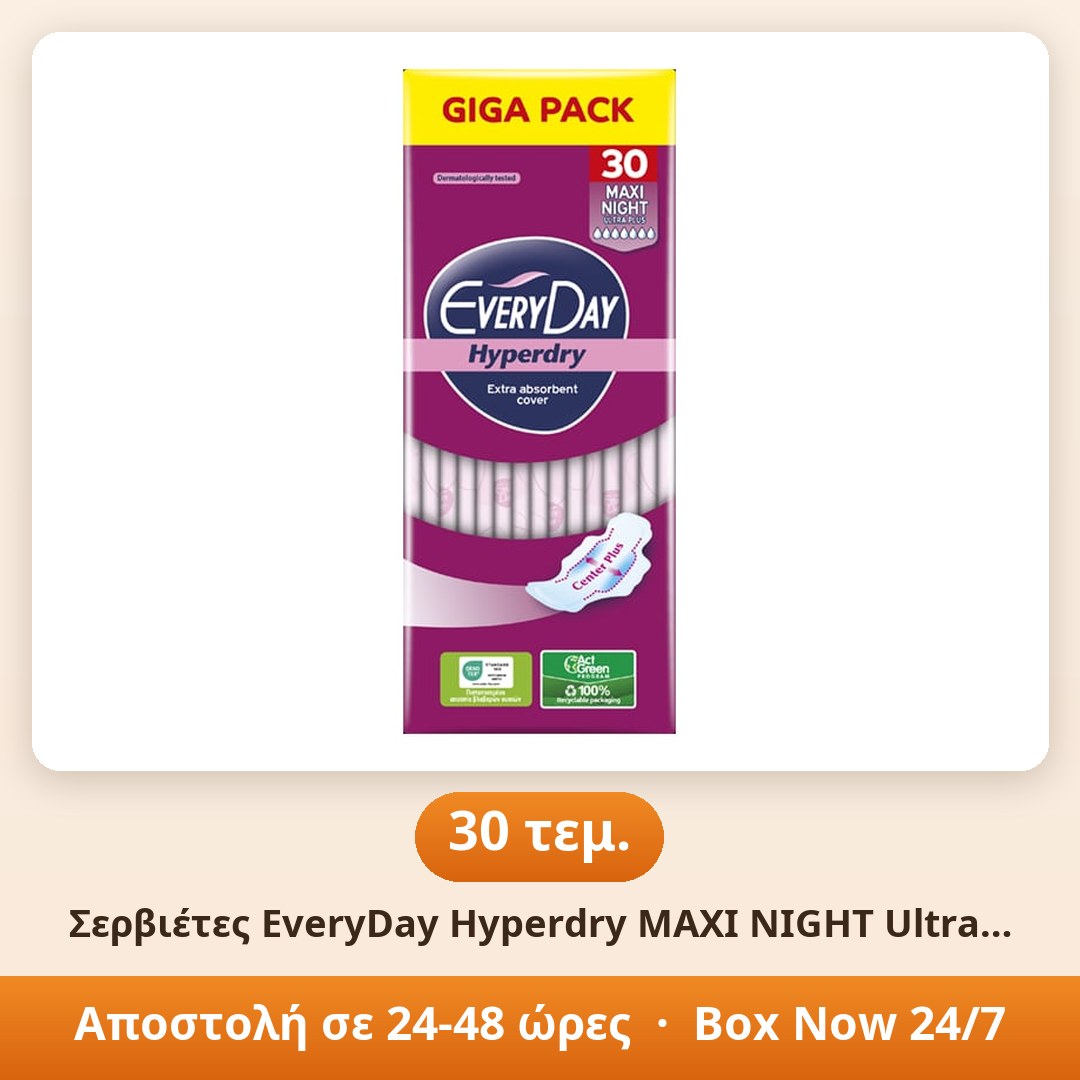 GIGA PACK
Dermatologically tested
30
MAXI
NIGHT
ULTRA PLUS
EVERYDAY
Hyperdry
Extra absorbent
cover
Center Plus
Act
Green
PROGRAM
100%
Recyclable packaging
30 τεμ.
Σερβιέτες EveryDay Hyperdry MAXI NIGHT Ultra...
Αποστολή σε 24-48 ώρες · Box Now 24/7